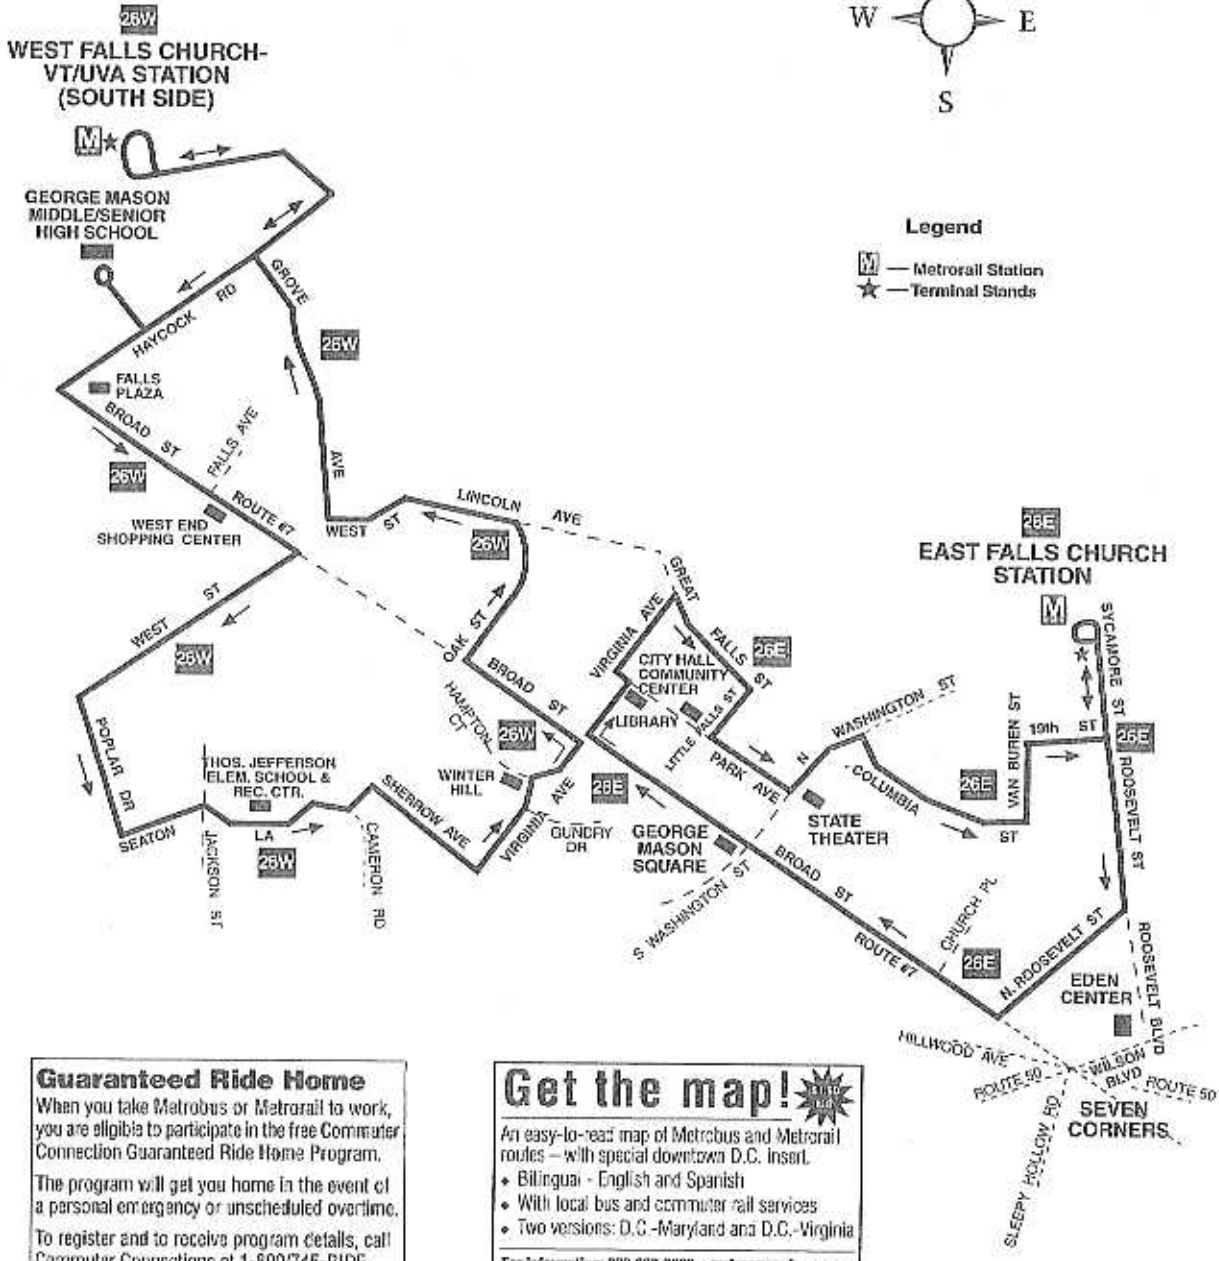 26W
WEST FALLS CHURCH-
VT/UVA STATION
(SOUTH SIDE)
M
W
E
S
GEORGE MASON
MIDDLE/SENIOR
HIGH SCHOOL
Legend
M — Metrorail Station
— Terminal Stands
GROVE
AVE
HAYCOCK RD
26W
FALLS
PLAZA
BROAD ST
26W
FALLS AVE
ROUTE #7
WEST END
SHOPPING CENTER
WEST ST
LINCOLN AVE
26W
OAK ST
WEST ST
26W
POPLAR DR
SEATON
LA
JACKSON ST
THOS. JEFFERSON
ELEM. SCHOOL &
REC. CTR.
26W
CAMERON RD
SHERROW AVE
HAMPTON
CT
WINTER
HILL
VIRGINIA AVE
GUNDRY
DR
BROAD ST
26W
VIRGINIA AVE
GREAT
FALLS ST
26E
CITY HALL
COMMUNITY
CENTER
LIBRARY
LITTLE FALLS ST
PARK AVE
28E
GEORGE
MASON
SQUARE
S WASHINGTON ST
N WASHINGTON ST
STATE
THEATER
COLUMBIA ST
26E
VAN BUREN ST
19th ST
26E
EAST FALLS CHURCH
STATION
M
SYCAMORE ST
26E
ROOSEVELT ST
BROAD ST
ROUTE #7
CHURCH PL
26E
N. ROOSEVELT ST
EDEN
CENTER
ROOSEVELT BLVD
HILLWOOD AVE
ROUTE 50
WILSON
BLVD
ROUTE 50
SEVEN
CORNERS
SLEEPY HOLLOW RD
Guaranteed Ride Home
When you take Metrobus or Metrorail to work,
you are eligible to participate in the free Commuter
Connection Guaranteed Ride Home Program.
The program will get you home in the event of
a personal emergency or unscheduled overtime.
To register and to receive program details, call
Commuter Connections at 1-800/745-RIDE
Get the map!
An easy-to-read map of Metrobus and Metrorail
routes – with special downtown D.C. insert.
• Bilingual - English and Spanish
• With local bus and commuter rail services
• Two versions: D.C.-Maryland and D.C.-Virginia